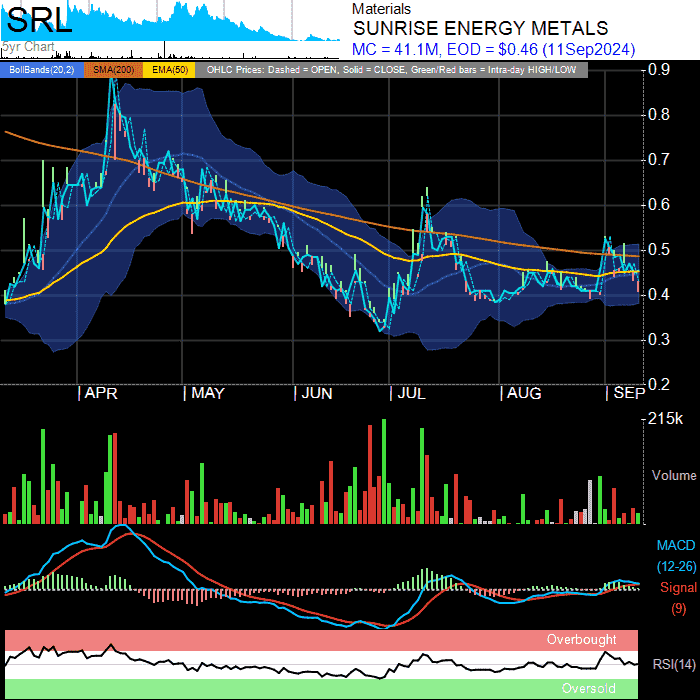 SRL
5yr Chart
Materials
SUNRISE ENERGY METALS
MC = 41.1M, EOD = $0.46 (11Sep2024)
BollBands(20,2) SMA(200) EMA(50) OHLC Prices: Dashed = OPEN, Solid = CLOSE, Green/Red bars = Intra-day HIGH/LOW
0.9
0.8
0.7
0.6
0.5
0.4
0.3
0.2
APR MAY JUN JUL AUG SEP
215k
Volume
MACD
(12-26)
Signal
(9)
Overbought
RSI(14)
Oversold